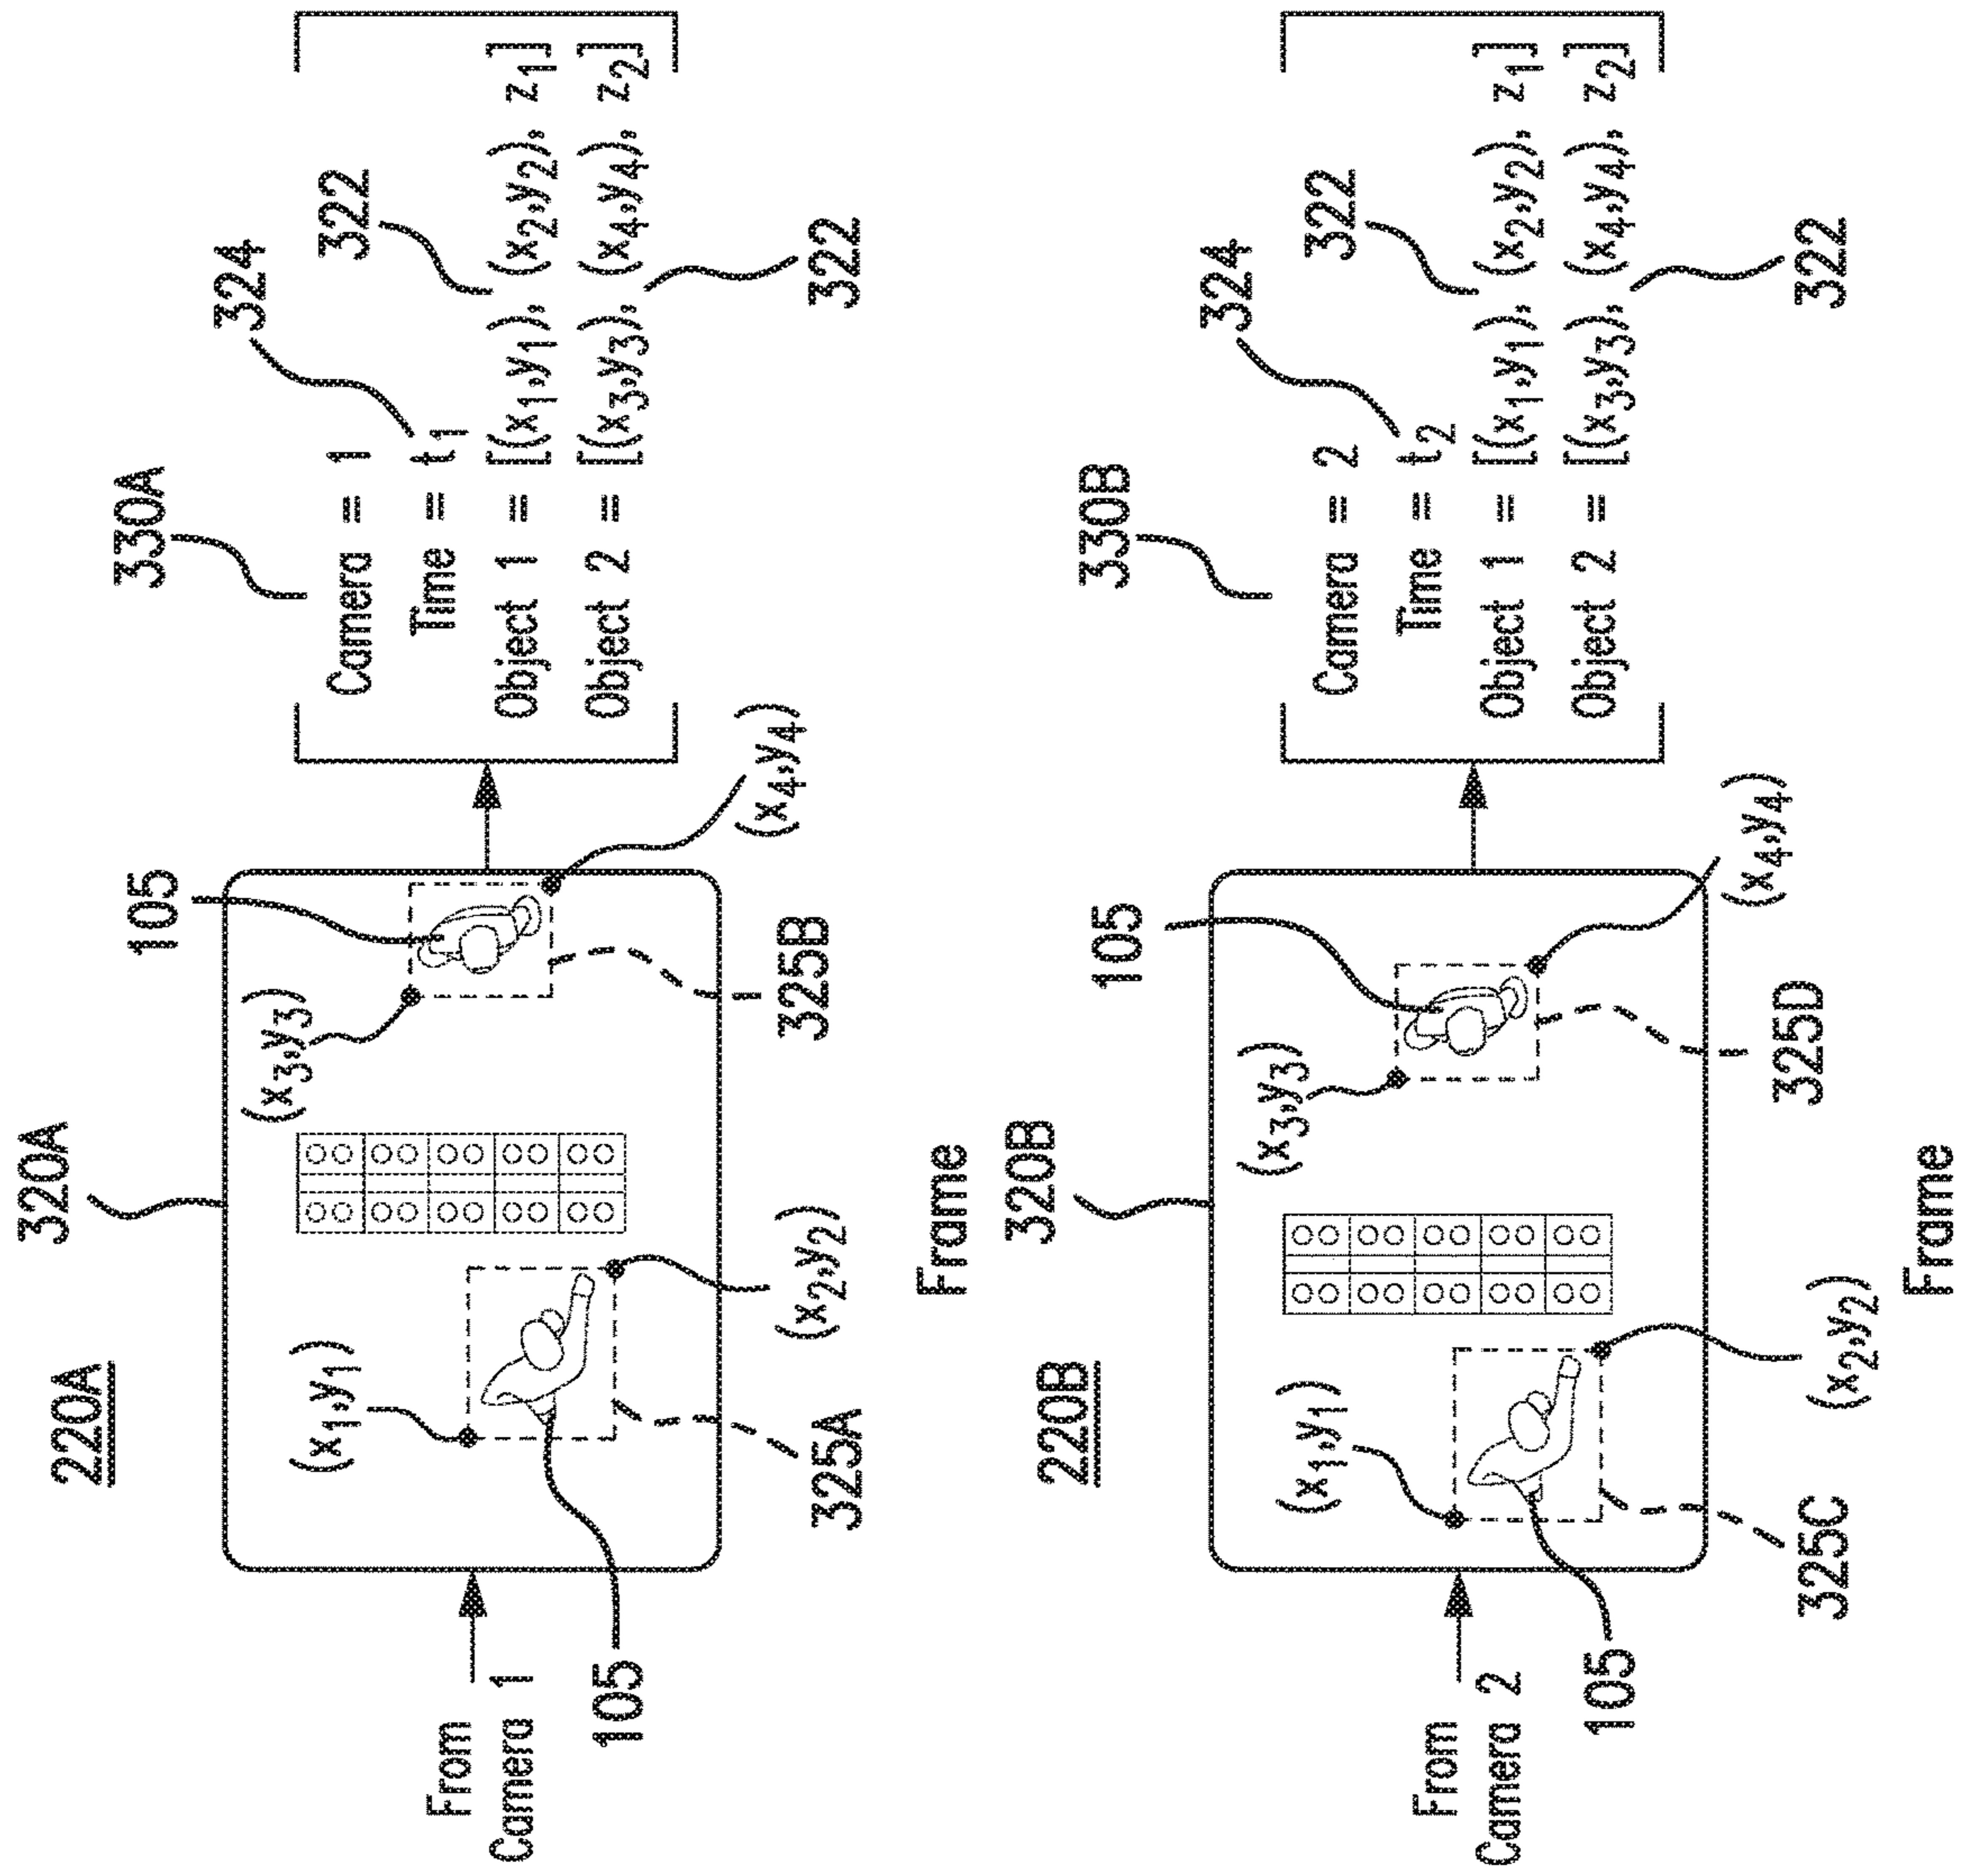 320A
220A
105
330A
324
322
(x1,y1)
(x3,y3)
From
Camera 1
Camera = 1
Time = t1
Object 1 = [(x1,y1), (x2,y2), z1]
Object 2 = [(x3,y3), (x4,y4), z2]
105
325A
(x2,y2)
325B
(x4,y4)
322
Frame
320B
220B
105
330B
324
322
(x1,y1)
(x3,y3)
From
Camera 2
Camera = 2
Time = t2
Object 1 = [(x1,y1), (x2,y2), z1]
Object 2 = [(x3,y3), (x4,y4), z2]
105
325C
(x2,y2)
325D
(x4,y4)
322
Frame